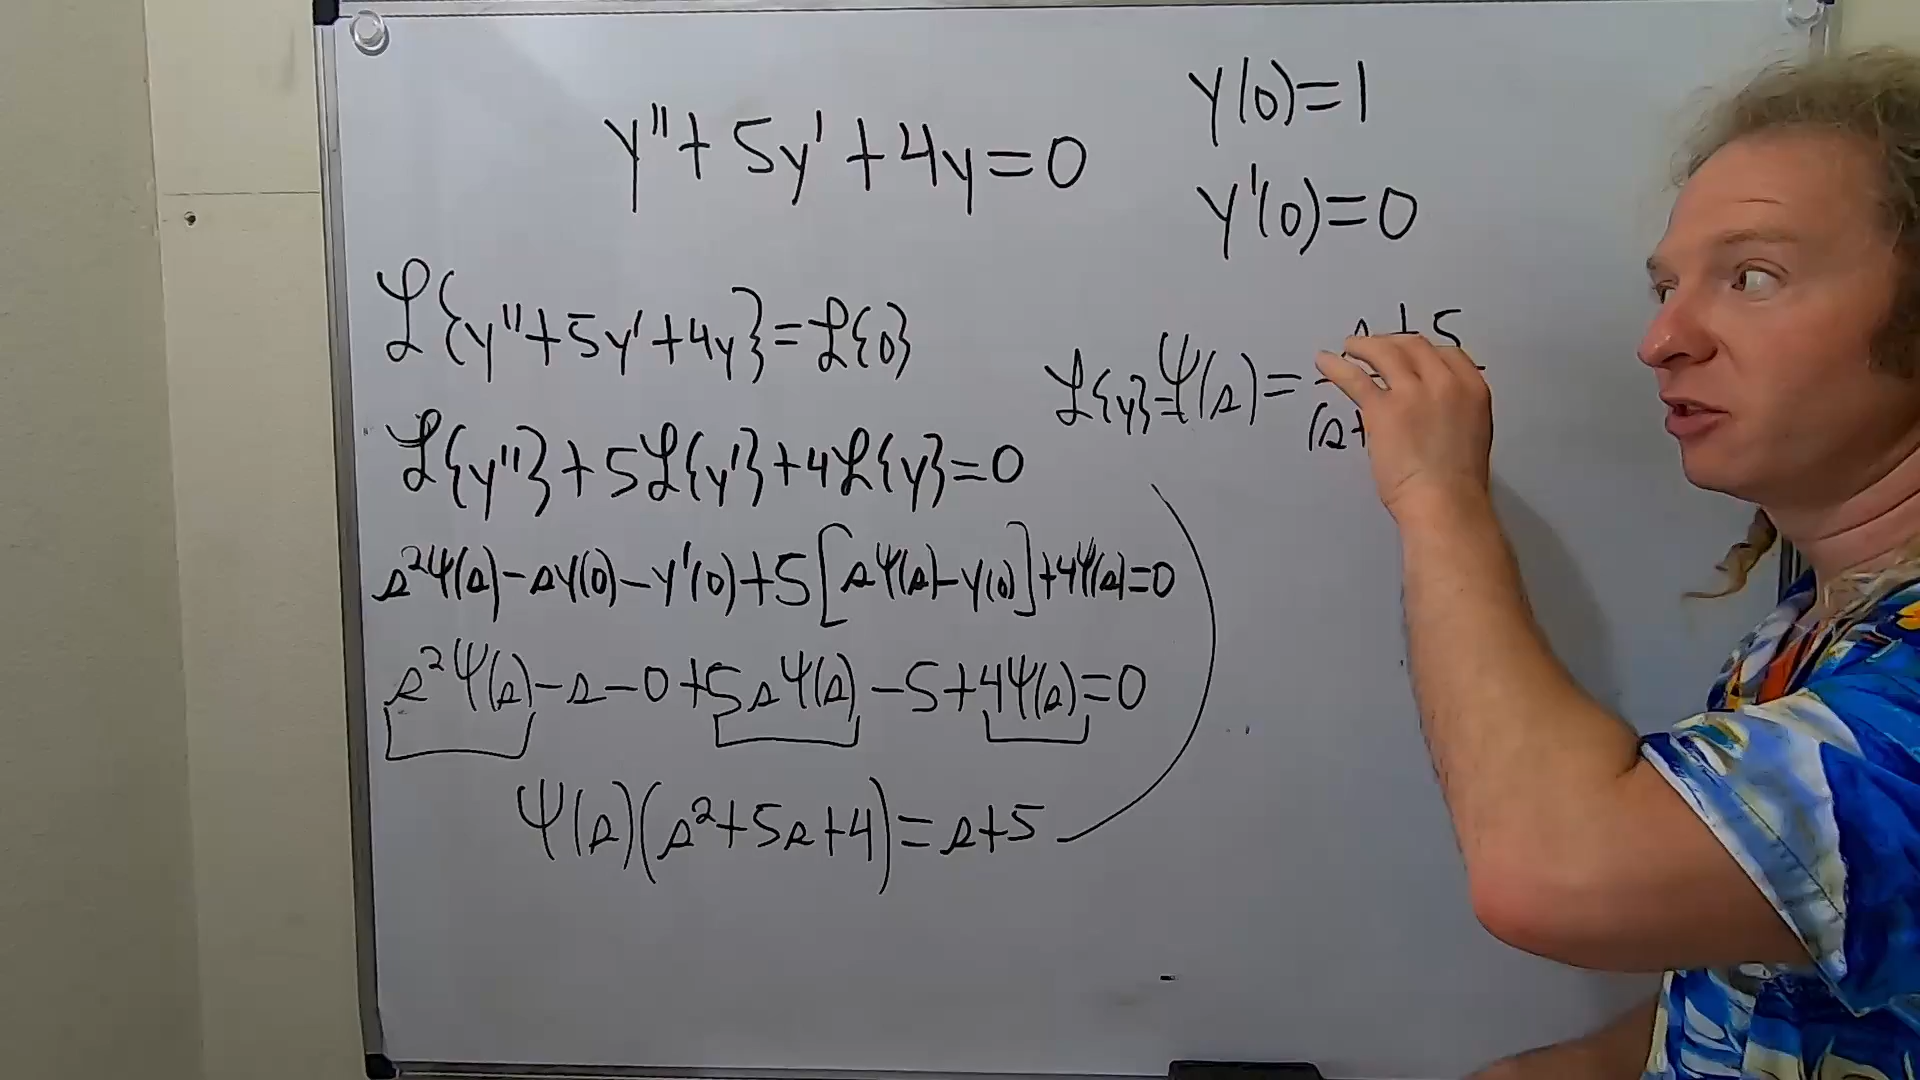 y''+5y'+4y=0
y(0)=1
y'(0)=0
ℒ{y''+5y'+4y}=ℒ{0}
ℒ{y''}+5ℒ{y'}+4ℒ{y}=0
s²Ψ(s)-sy(0)-y'(0)+5[sΨ(s)-y(0)]+4Ψ(s)=0
s²Ψ(s)-s-0+5sΨ(s)-5+4Ψ(s)=0
Ψ(s)(s²+5s+4)=s+5
s+5
ℒ{y}=Ψ(s)=
(s+